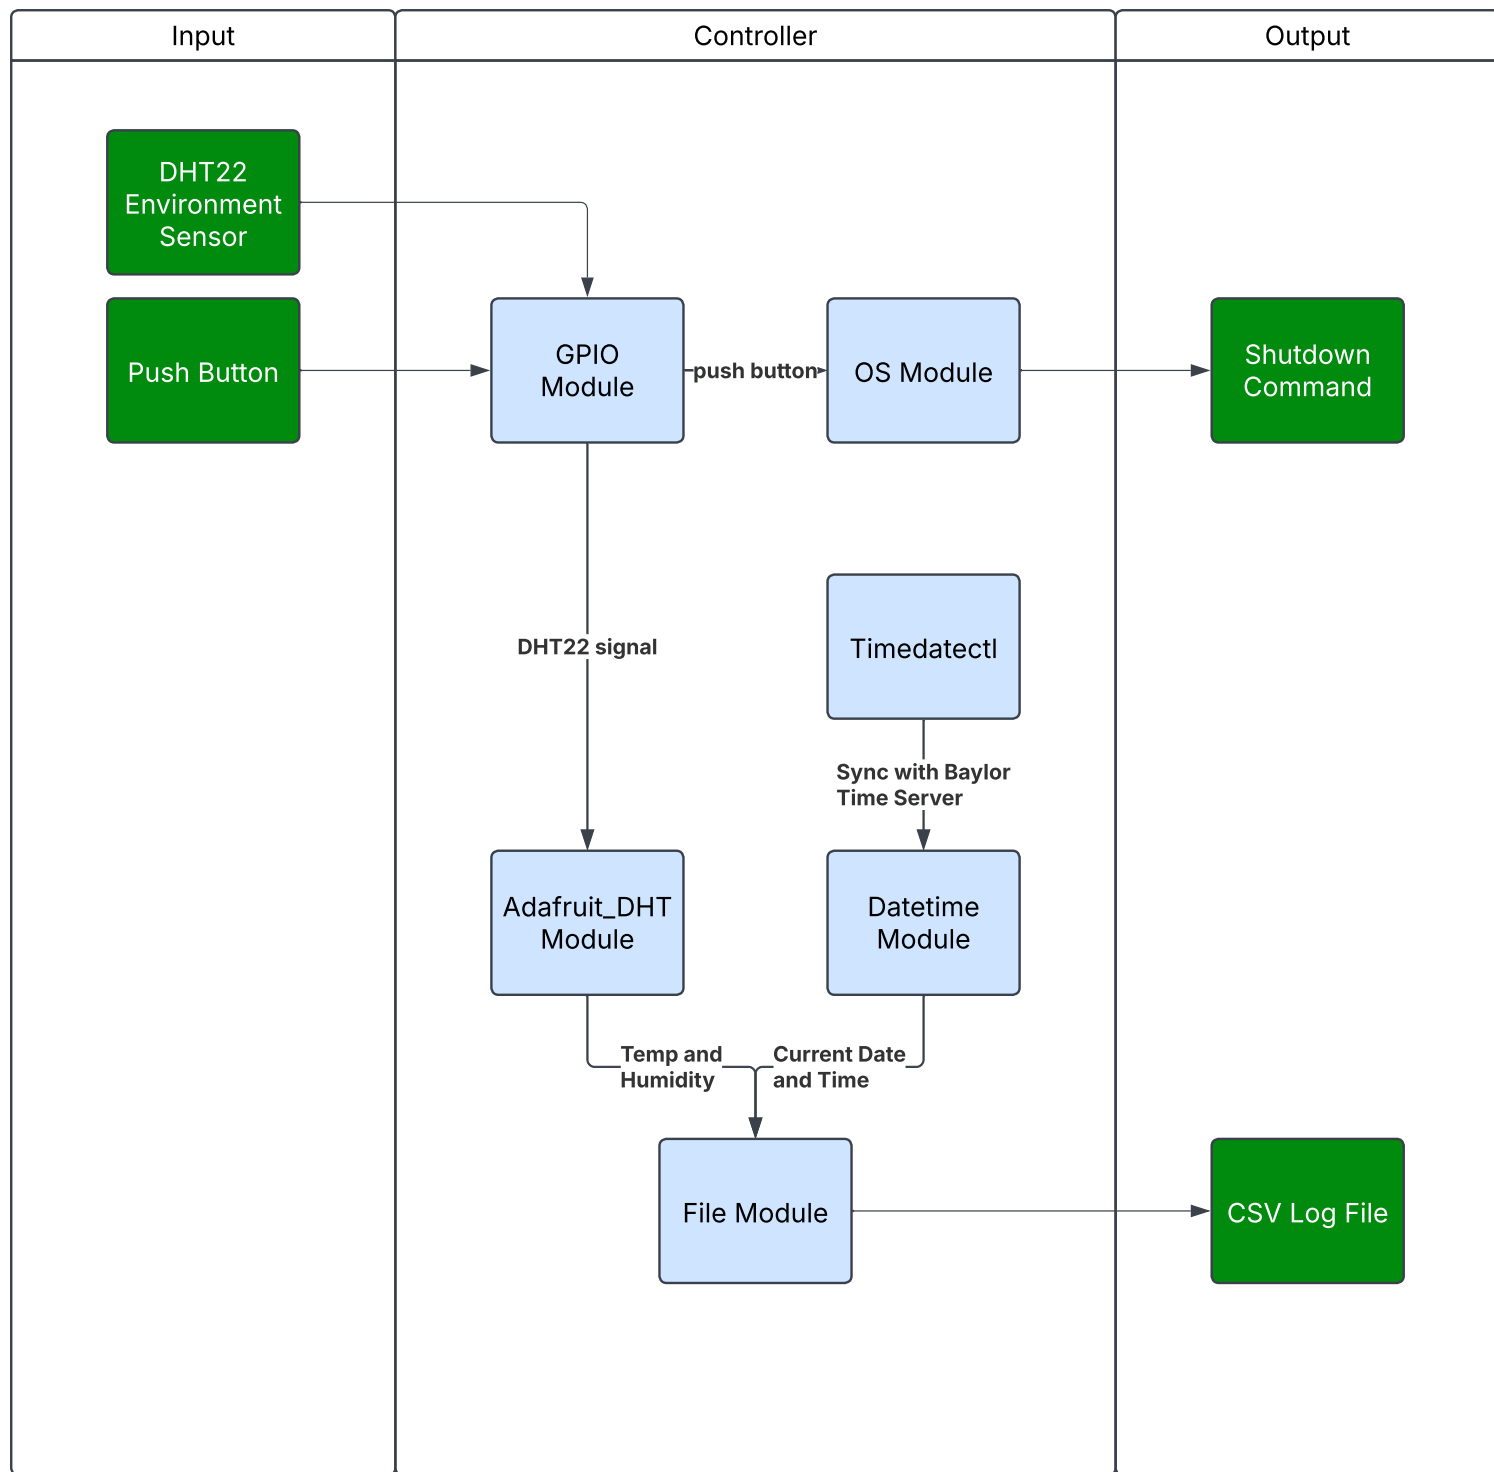 Input
Controller
Output
DHT22
Environment
Sensor
Push Button
GPIO
Module
push button
OS Module
Shutdown
Command
DHT22 signal
Timedatectl
Sync with Baylor
Time Server
Adafruit_DHT
Module
Datetime
Module
Temp and
Humidity
Current Date
and Time
File Module
CSV Log File